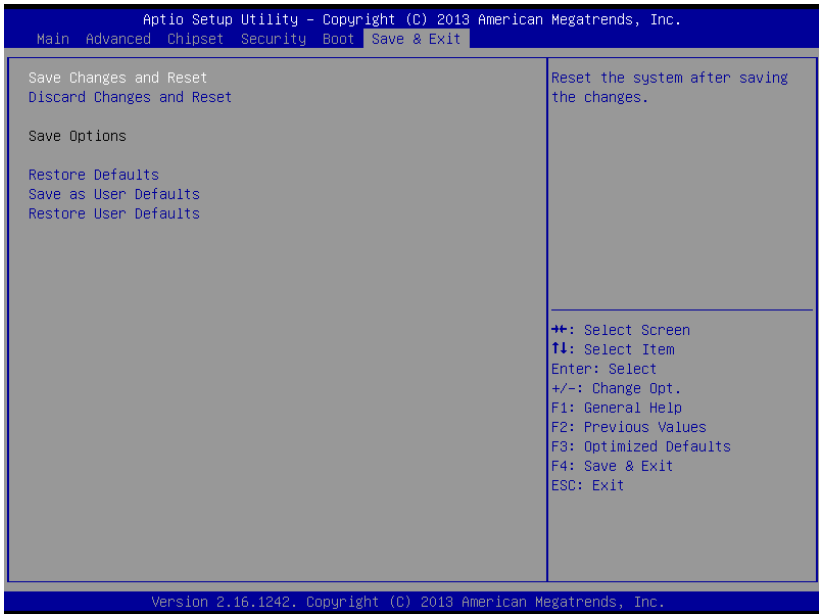 Aptio Setup Utility – Copyright (C) 2013 American Megatrends, Inc.
Main Advanced Chipset Security Boot Save & Exit
Save Changes and Reset
Discard Changes and Reset
Save Options
Restore Defaults
Save as User Defaults
Restore User Defaults
Reset the system after saving
the changes.
→←: Select Screen
↑↓: Select Item
Enter: Select
+/-: Change Opt.
F1: General Help
F2: Previous Values
F3: Optimized Defaults
F4: Save & Exit
ESC: Exit
Version 2.16.1242. Copyright (C) 2013 American Megatrends, Inc.